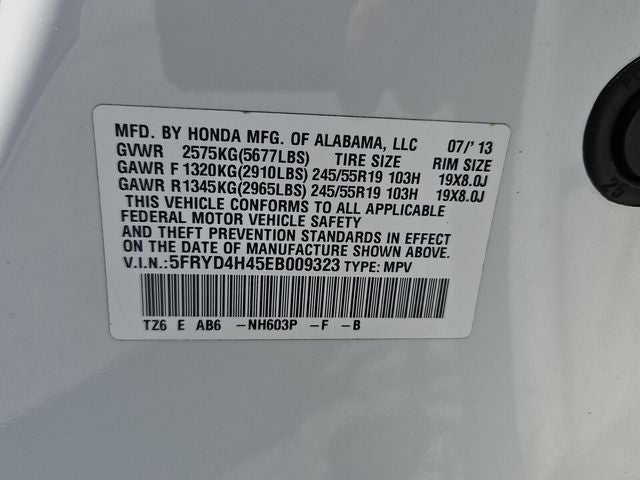 MFD. BY HONDA MFG. OF ALABAMA, LLC 07/'13
GVWR 2575KG(5677LBS) TIRE SIZE RIM SIZE
GAWR F 1320KG(2910LBS) 245/55R19 103H 19X8.0J
GAWR R1345KG(2965LBS) 245/55R19 103H 19X8.0J
THIS VEHICLE CONFORMS TO ALL APPLICABLE
FEDERAL MOTOR VEHICLE SAFETY
AND THEFT PREVENTION STANDARDS IN EFFECT
ON THE DATE OF MANUFACTURE SHOWN ABOVE.
V.I.N.:5FRYD4H45EB009323 TYPE: MPV
TZ6 E AB6 -NH603P -F -B
25